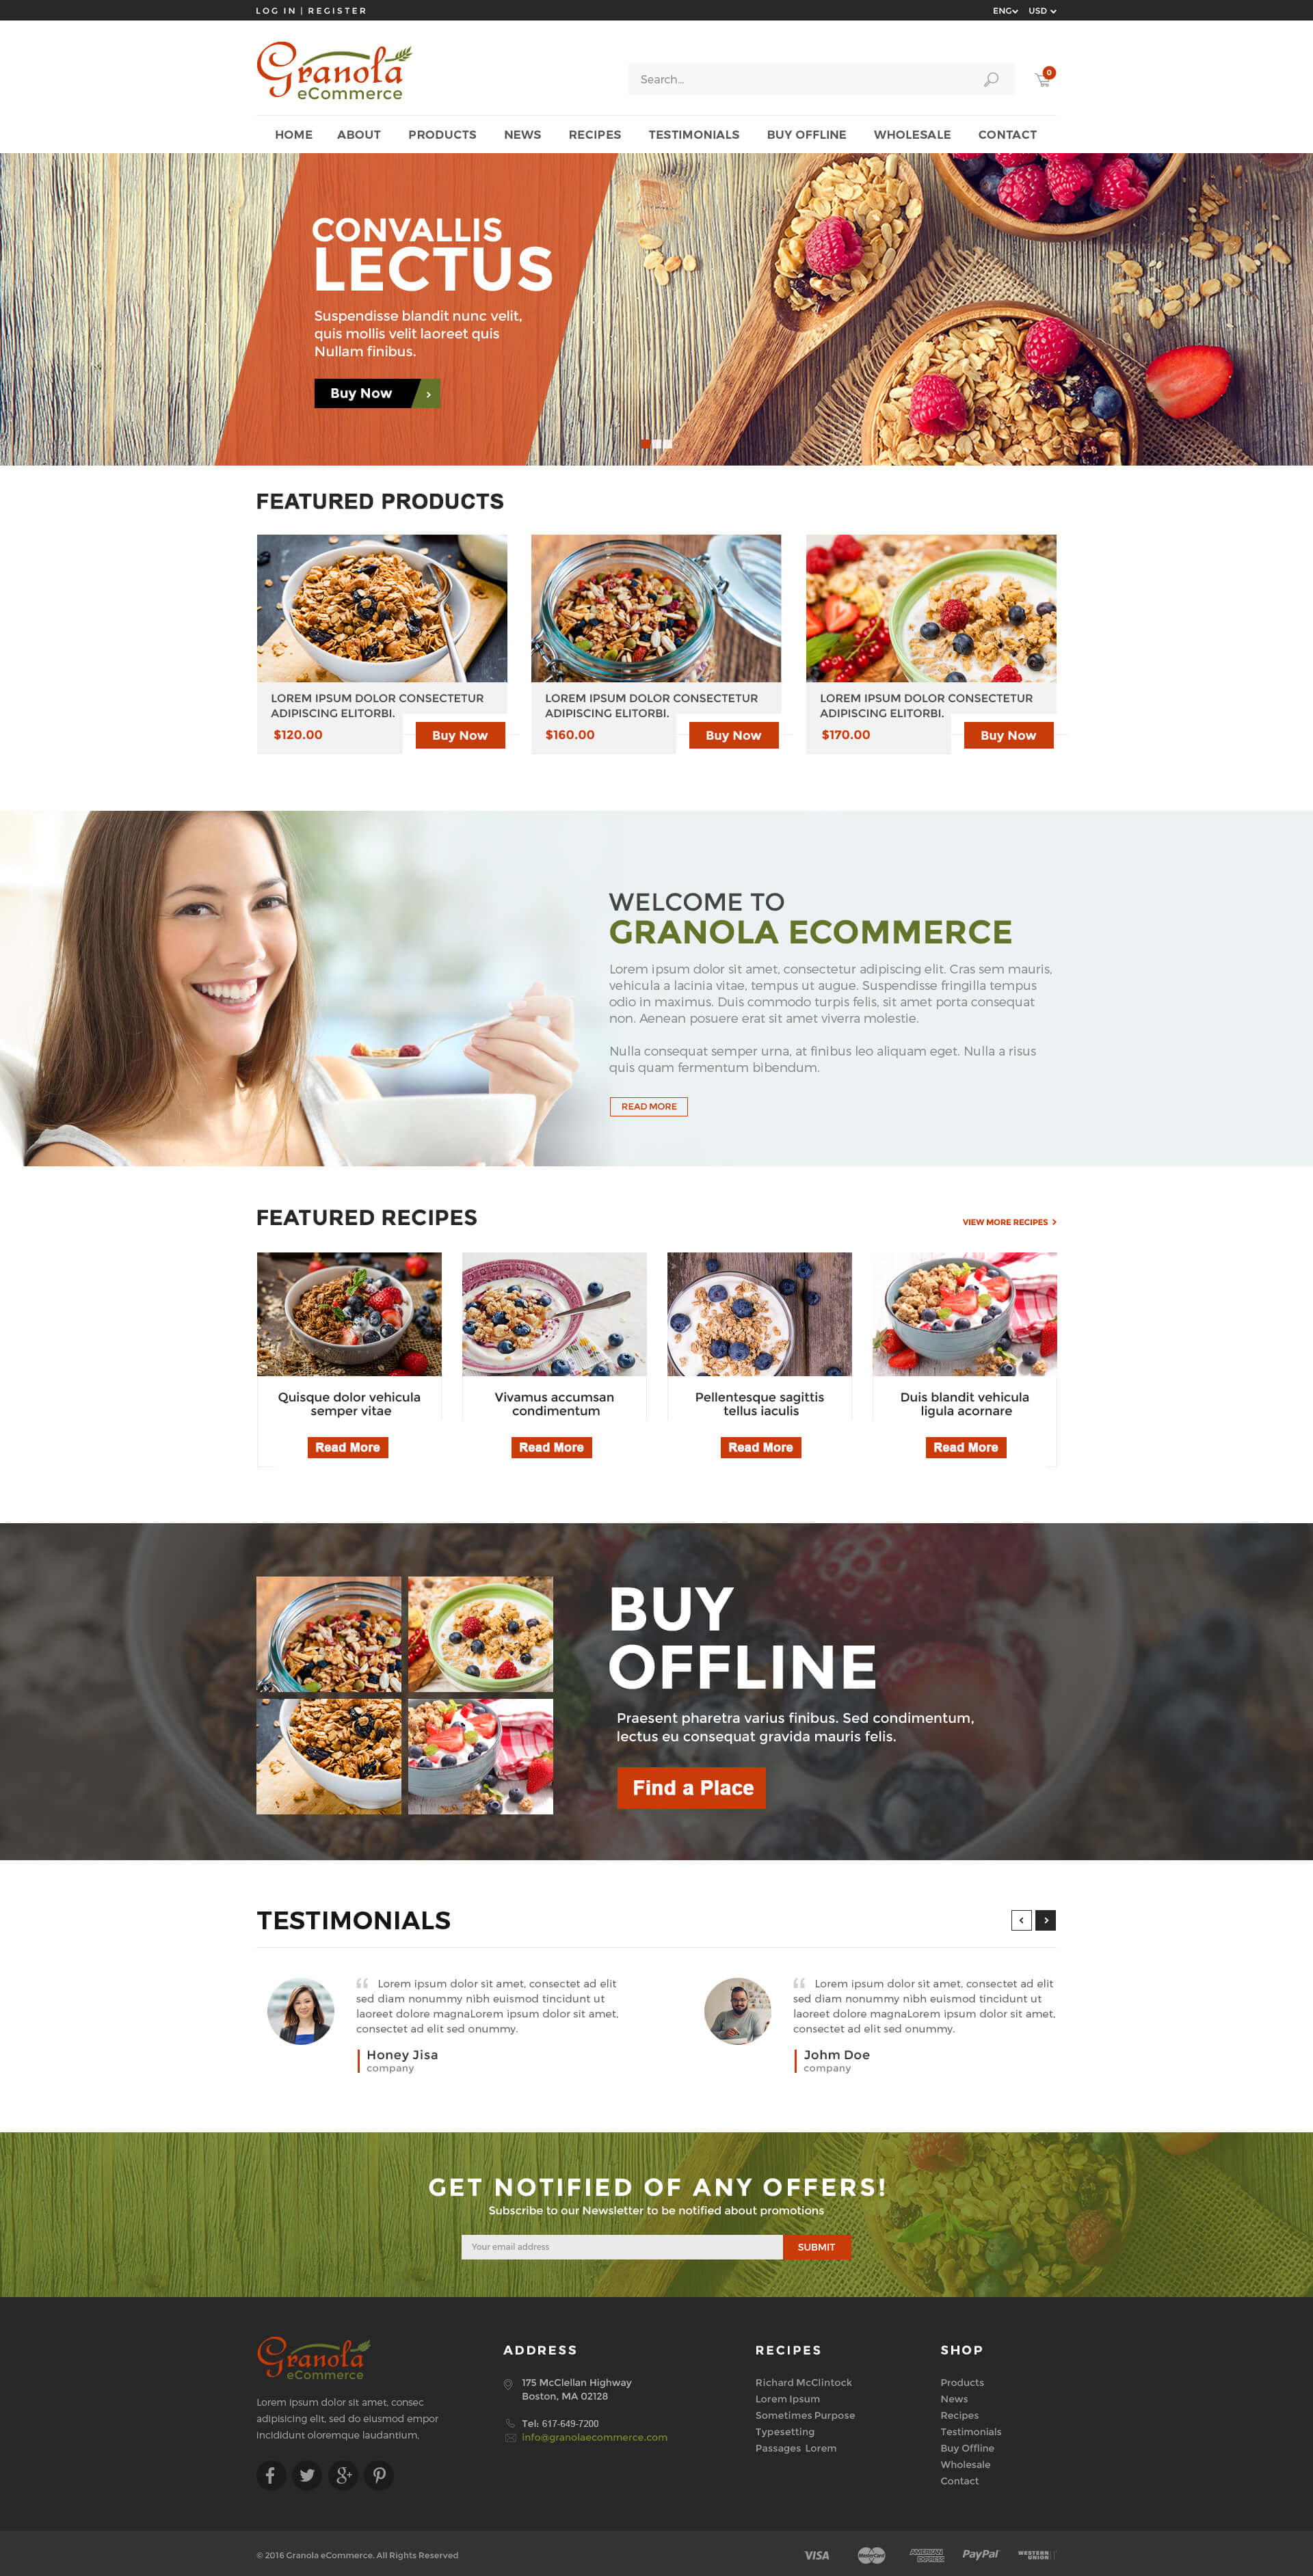 LOG IN | REGISTER
ENG
USD
Granola
eCommerce
Search...
0
HOME
ABOUT
PRODUCTS
NEWS
RECIPES
TESTIMONIALS
BUY OFFLINE
WHOLESALE
CONTACT
CONVALLIS
LECTUS
Suspendisse blandit nunc velit,
quis mollis velit laoreet quis
Nullam finibus.
Buy Now
FEATURED PRODUCTS
LOREM IPSUM DOLOR CONSECTETUR
ADIPISCING ELITORBI.
$120.00
Buy Now
LOREM IPSUM DOLOR CONSECTETUR
ADIPISCING ELITORBI.
$160.00
Buy Now
LOREM IPSUM DOLOR CONSECTETUR
ADIPISCING ELITORBI.
$170.00
Buy Now
WELCOME TO
GRANOLA ECOMMERCE
Lorem ipsum dolor sit amet, consectetur adipiscing elit. Cras sem mauris,
vehicula a lacinia vitae, tempus ut augue. Suspendisse fringilla tempus
odio in maximus. Duis commodo turpis felis, sit amet porta consequat
non. Aenean posuere erat sit amet viverra molestie.
Nulla consequat semper urna, at finibus leo aliquam eget. Nulla a risus
quis quam fermentum bibendum.
READ MORE
FEATURED RECIPES
VIEW MORE RECIPES
Quisque dolor vehicula
semper vitae
Read More
Vivamus accumsan
condimentum
Read More
Pellentesque sagittis
tellus iaculis
Read More
Duis blandit vehicula
ligula acornare
Read More
BUY
OFFLINE
Praesent pharetra varius finibus. Sed condimentum,
lectus eu consequat gravida mauris felis.
Find a Place
TESTIMONIALS
Lorem ipsum dolor sit amet, consectet ad elit
sed diam nonummy nibh euismod tincidunt ut
laoreet dolore magnaLorem ipsum dolor sit amet,
consectet ad elit sed onummy.
Honey Jisa
company
Lorem ipsum dolor sit amet, consectet ad elit
sed diam nonummy nibh euismod tincidunt ut
laoreet dolore magnaLorem ipsum dolor sit amet,
consectet ad elit sed onummy.
Johm Doe
company
GET NOTIFIED OF ANY OFFERS!
Subscribe to our Newsletter to be notified about promotions
Your email address
SUBMIT
Granola
eCommerce
Lorem ipsum dolor sit amet, consec
adipisicing elit, sed do eiusmod empor
incididunt oloremque laudantium,
ADDRESS
175 McClellan Highway
Boston, MA 02128
Tel: 617-649-7200
info@granolaecommerce.com
RECIPES
Richard McClintock
Lorem Ipsum
Sometimes Purpose
Typesetting
Passages Lorem
SHOP
Products
News
Recipes
Testimonials
Buy Offline
Wholesale
Contact
© 2016 Granola eCommerce. All Rights Reserved
VISA
MasterCard
AMERICAN
EXPRESS
PayPal
WESTERN
UNION